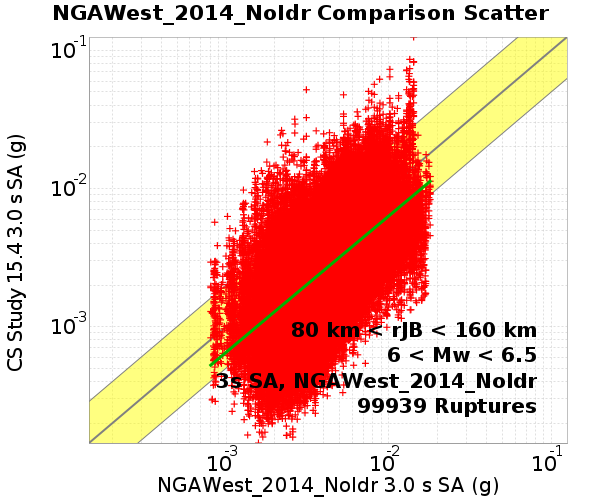 NGAWest_2014_NoIdr Comparison Scatter
10-1
10-2
10-3
CS Study 15.4 3.0 s SA (g)
80 km < rJB < 160 km
6 < Mw < 6.5
3s SA, NGAWest_2014_NoIdr
99939 Ruptures
10-3 10-2 10-1
NGAWest_2014_NoIdr 3.0 s SA (g)